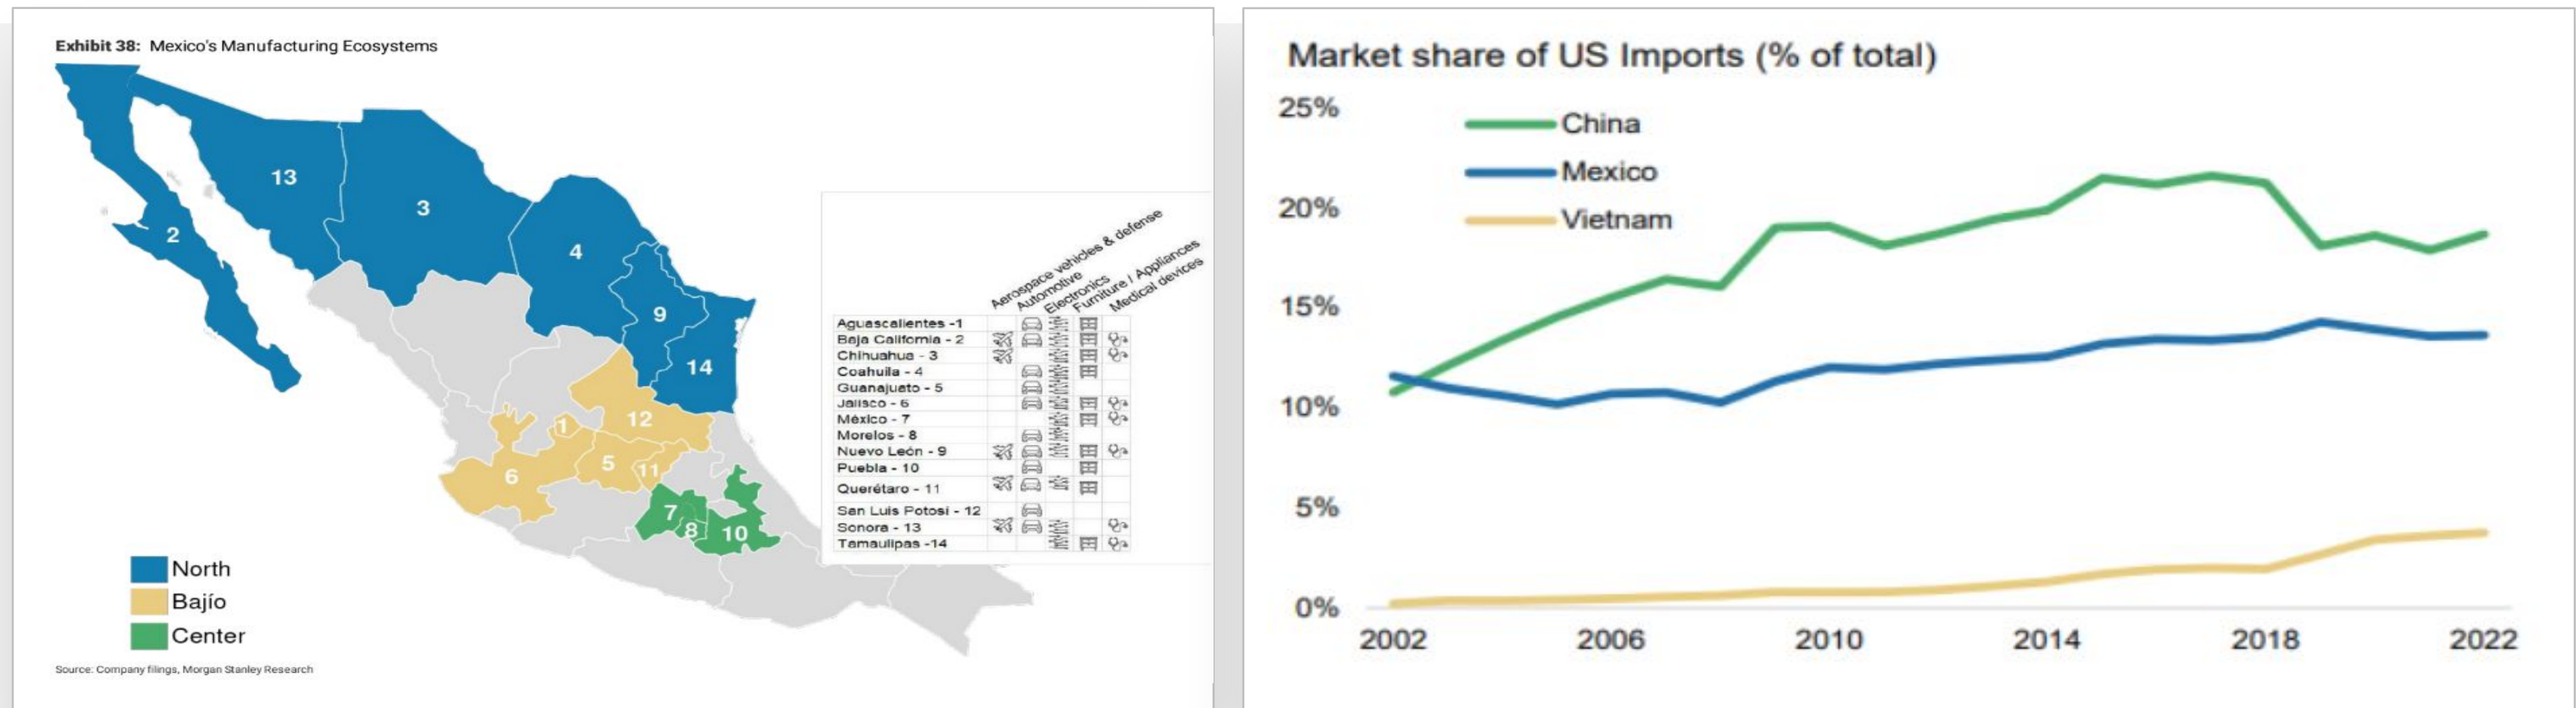 Exhibit 38: Mexico's Manufacturing Ecosystems
13
3
2
4
9
14
12
1
6
5
11
7
8
10
North
Bajío
Center
Source: Company filings, Morgan Stanley Research
Aerospace vehicles & defense
Automotive
Electronics
Furniture / Appliances
Medical devices
Aguascalientes -1
Baja California - 2
Chihuahua - 3
Coahuila - 4
Guanajuato - 5
Jalisco - 6
México - 7
Morelos - 8
Nuevo León - 9
Puebla - 10
Querétaro - 11
San Luis Potosí - 12
Sonora - 13
Tamaulipas -14
Market share of US Imports (% of total)
25%
20%
15%
10%
5%
0%
China
Mexico
Vietnam
2002 2006 2010 2014 2018 2022